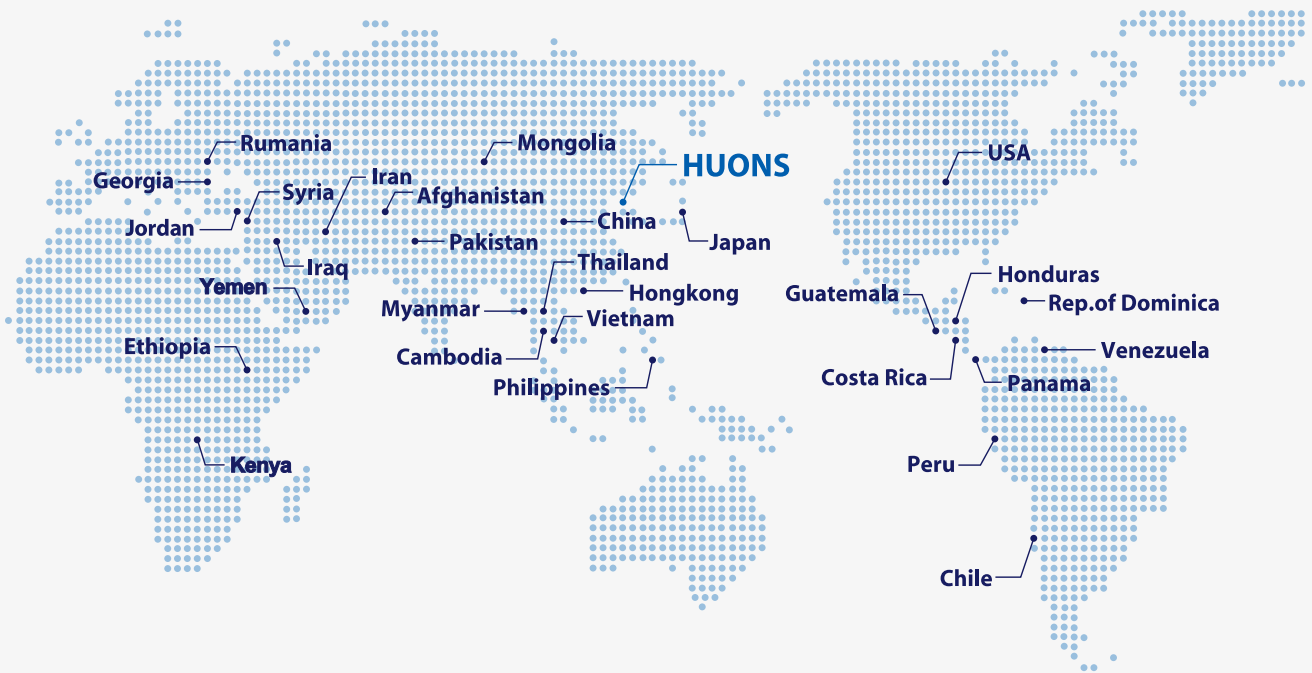 Rumania
Mongolia
HUONS
USA
Georgia
Iran
Syria
Afghanistan
Jordan
China
Pakistan
Japan
Iraq
Thailand
Yemen
Hongkong
Guatemala
Honduras
Rep.of Dominica
Myanmar
Vietnam
Ethiopia
Cambodia
Venezuela
Philippines
Costa Rica
Panama
Kenya
Peru
Chile